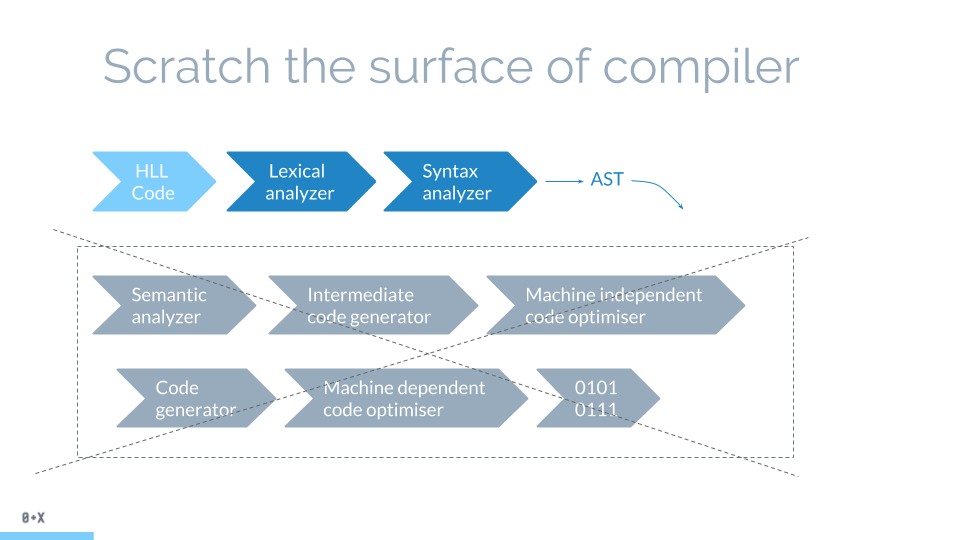 Scratch the surface of compiler
HLL
Code
Lexical
analyzer
Syntax
analyzer
AST
Semantic
analyzer
Intermediate
code generator
Machine independent
code optimiser
Code
generator
Machine dependent
code optimiser
0101
0111
0+X